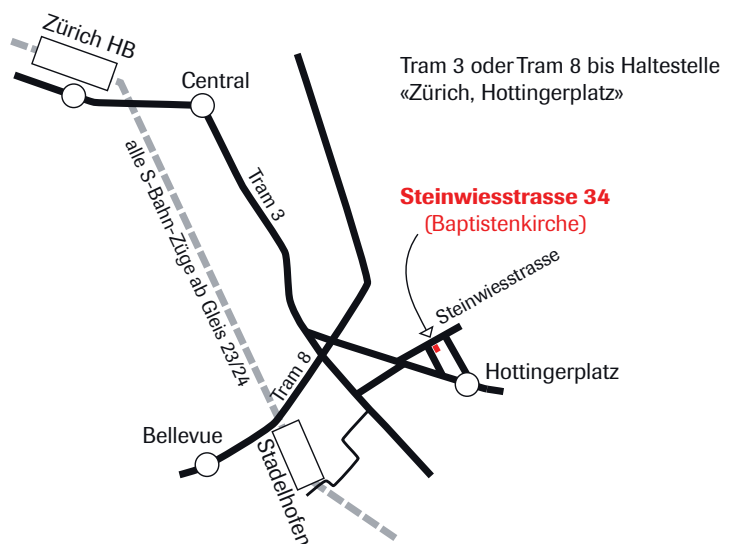 Zürich HB
Central
Tram 3 oder Tram 8 bis Haltestelle
«Zürich, Hottingerplatz»
alle S-Bahn-Züge ab Gleis 23/24
Tram 3
Steinwiesstrasse 34
(Baptistenkirche)
Steinwiesstrasse
Hottingerplatz
Tram 8
Bellevue
Stadelhofen